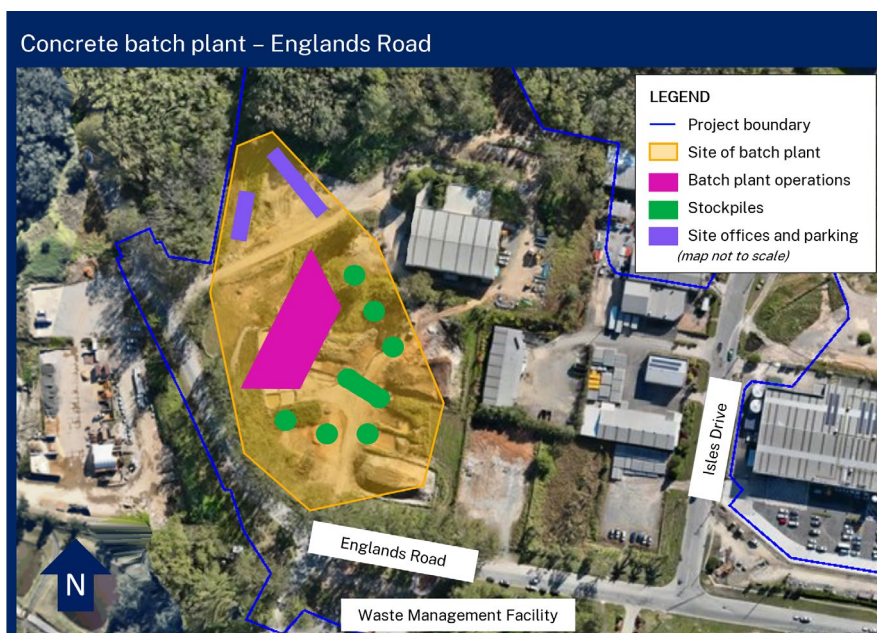 Concrete batch plant – Englands Road
LEGEND
Project boundary
Site of batch plant
Batch plant operations
Stockpiles
Site offices and parking
(map not to scale)
Isles Drive
Englands Road
N
Waste Management Facility